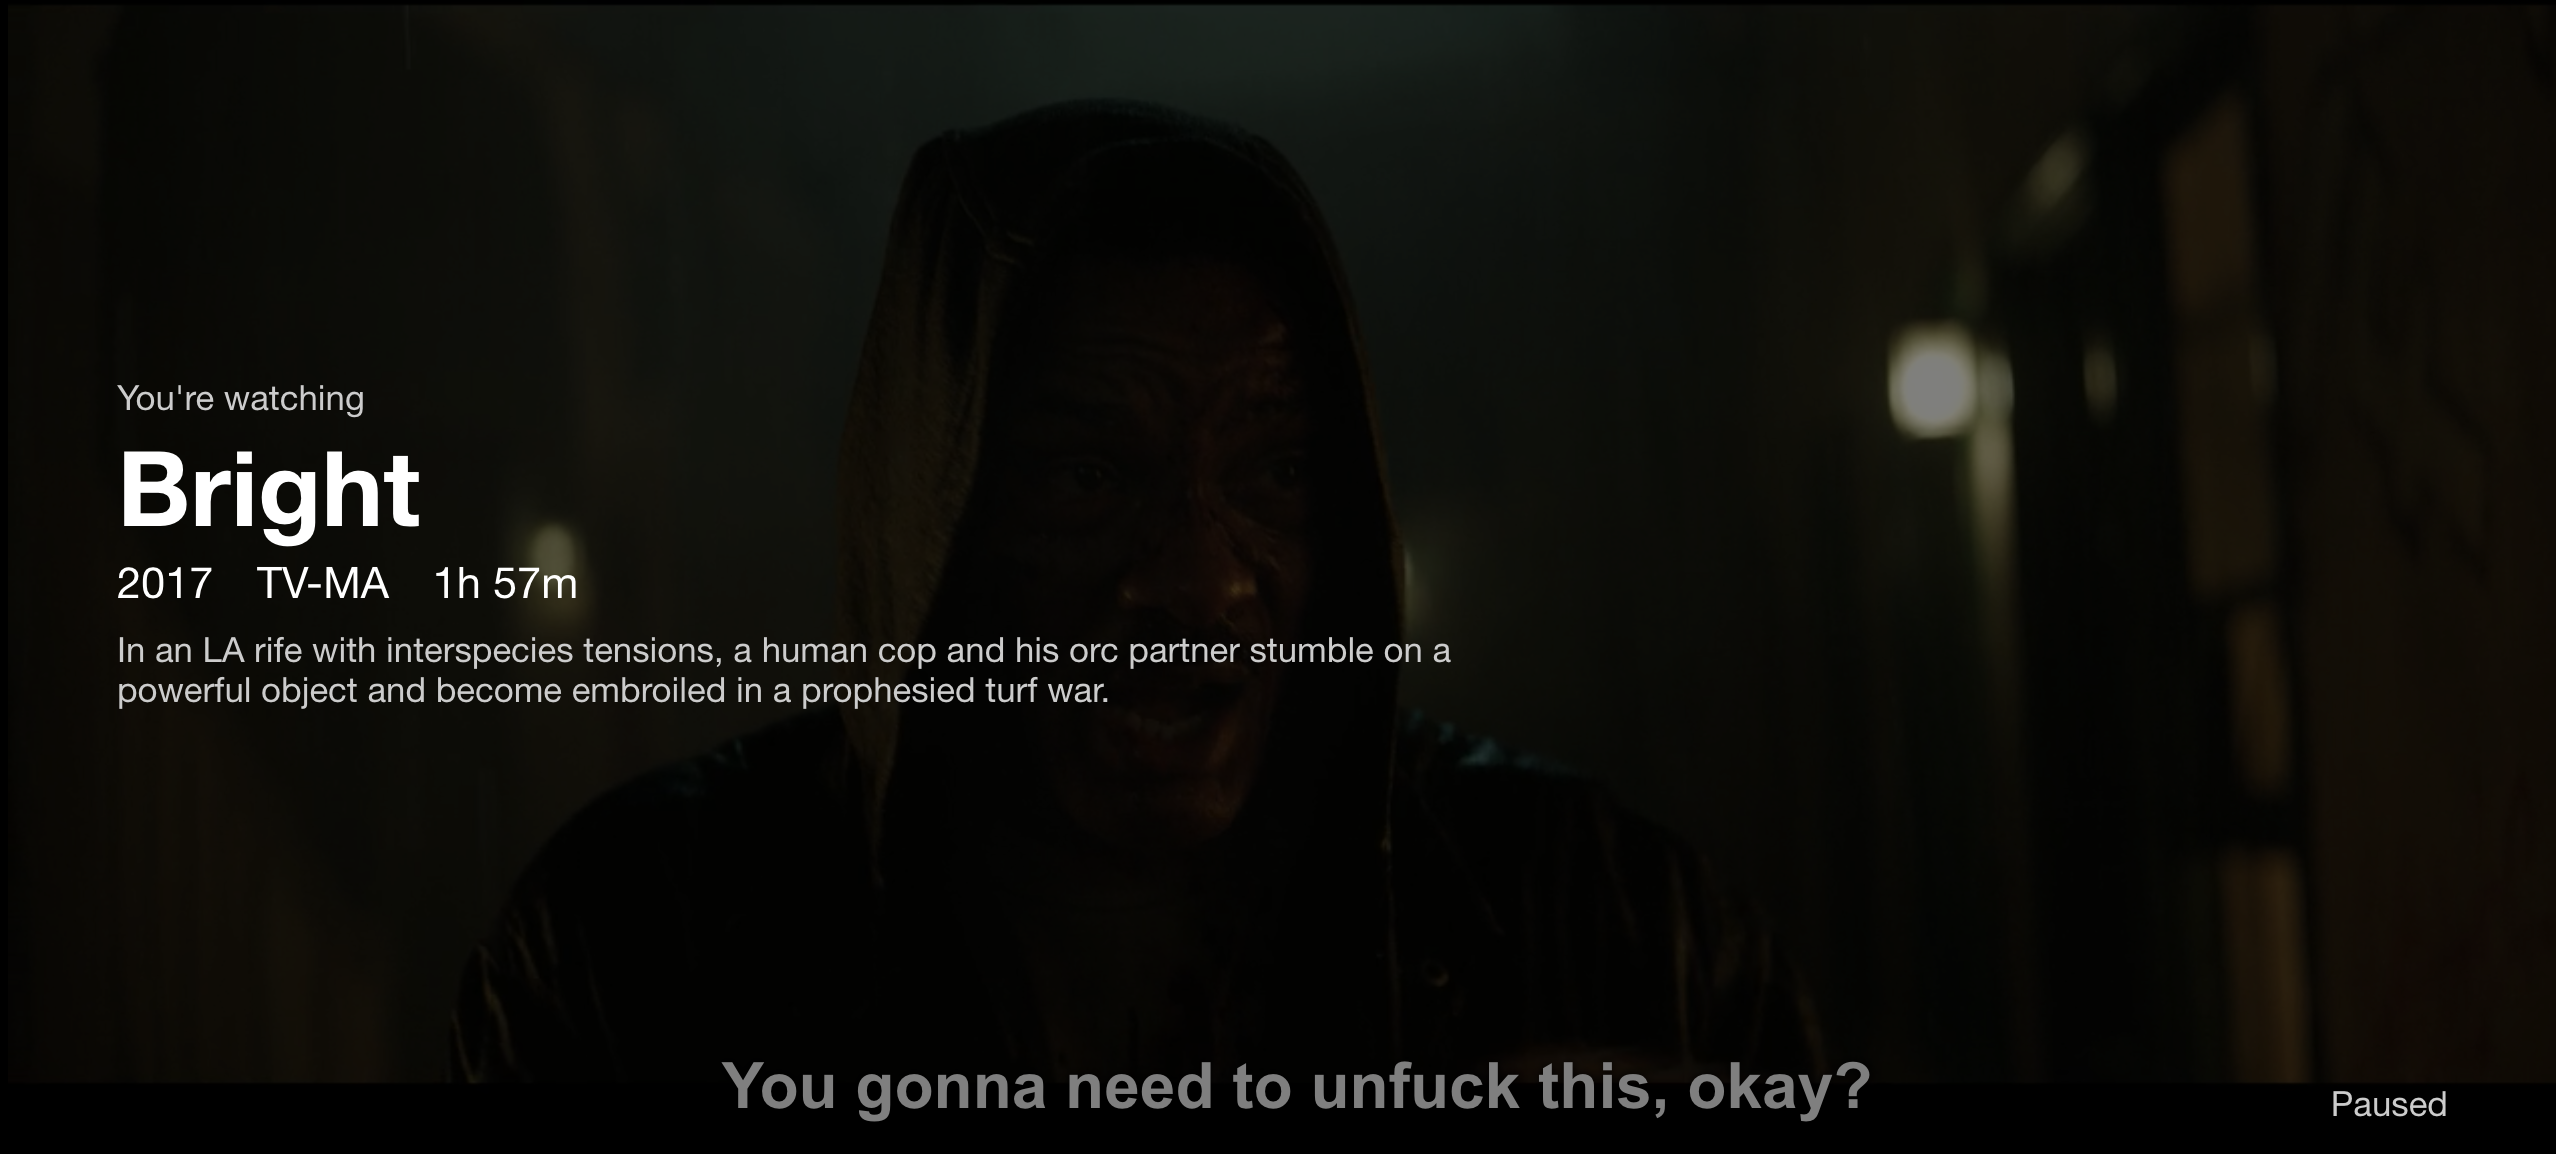 You're watching
Bright
2017 TV-MA 1h 57m
In an LA rife with interspecies tensions, a human cop and his orc partner stumble on a
powerful object and become embroiled in a prophesied turf war.
You gonna need to unfuck this, okay?
Paused